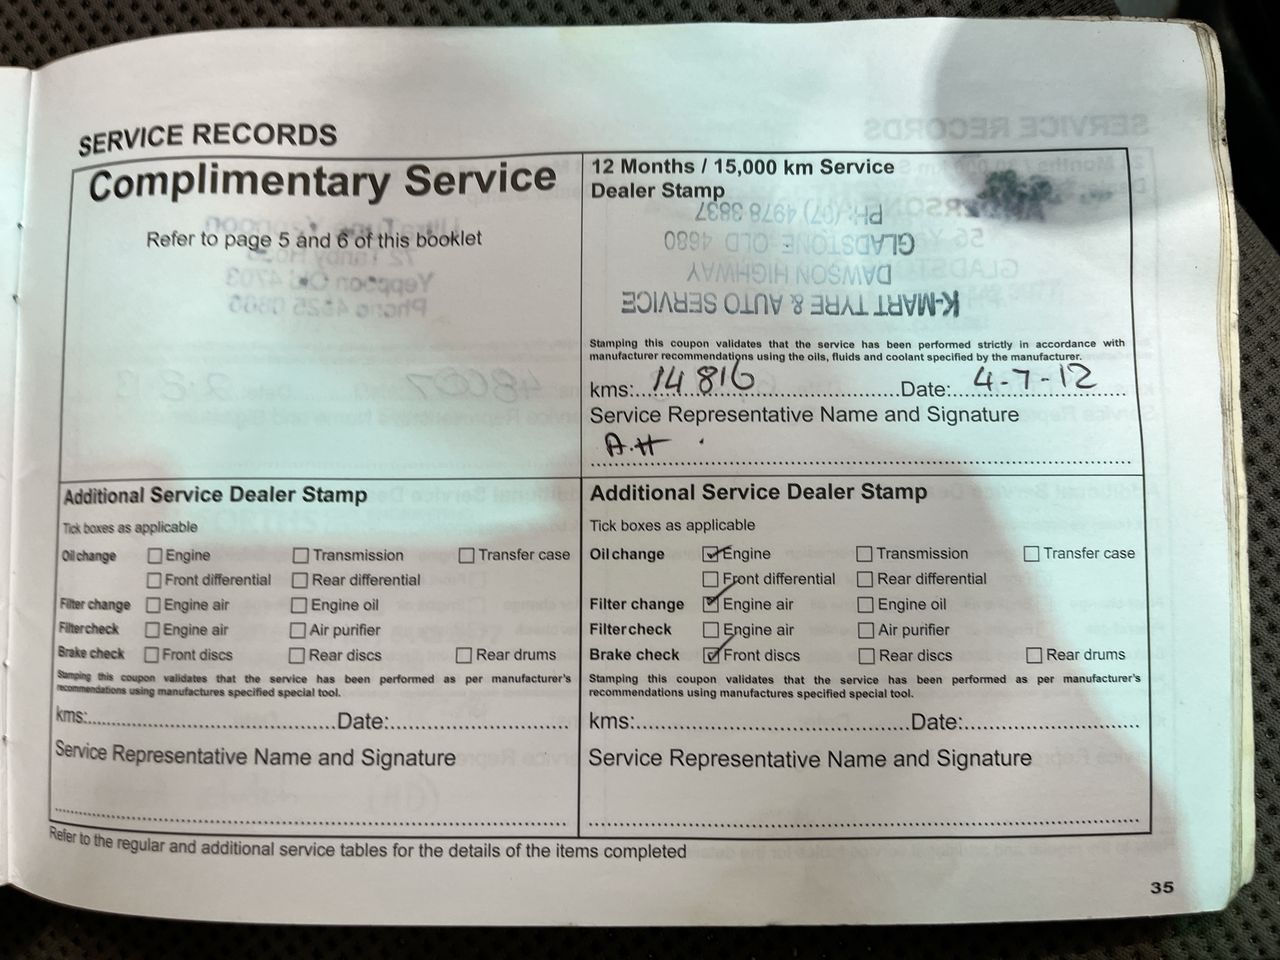 SERVICE RECORDS
Complimentary Service
Refer to page 5 and 6 of this booklet
12 Months / 15,000 km Service
Dealer Stamp
K-MART TYRE & AUTO SERVICE
DAWSON HIGHWAY
GLADSTONE QLD 4680
PH: (07) 4978 3837
Stamping this coupon validates that the service has been performed strictly in accordance with
manufacturer recommendations using the oils, fluids and coolant specified by the manufacturer.
kms: 14 816 Date: 4-7-12
Service Representative Name and Signature
A.H
Additional Service Dealer Stamp
Tick boxes as applicable
Oil change Engine Transmission Transfer case
Front differential Rear differential
Filter change Engine air Engine oil
Filter check Engine air Air purifier
Brake check Front discs Rear discs Rear drums
Stamping this coupon validates that the service has been performed as per manufacturer's
recommendations using manufactures specified special tool.
kms: Date:
Service Representative Name and Signature
Additional Service Dealer Stamp
Tick boxes as applicable
Oil change Engine Transmission Transfer case
Front differential Rear differential
Filter change Engine air Engine oil
Filter check Engine air Air purifier
Brake check Front discs Rear discs Rear drums
Stamping this coupon validates that the service has been performed as per manufacturer's
recommendations using manufactures specified special tool.
kms: Date:
Service Representative Name and Signature
Refer to the regular and additional service tables for the details of the items completed
35